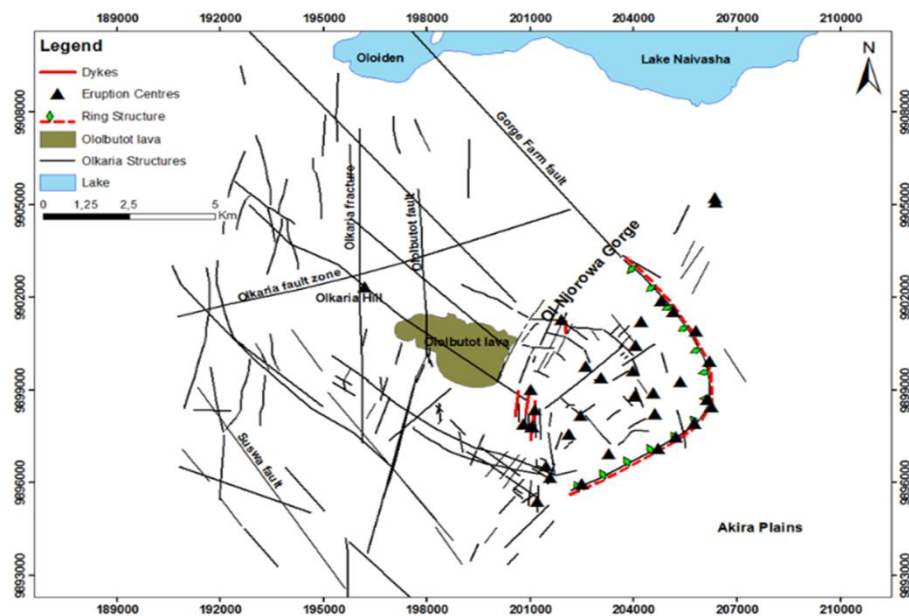 189000 192000 195000 198000 201000 204000 207000 210000
Legend
Dykes
Eruption Centres
Ring Structure
Ololbutot lava
Olkaria Structures
Lake
0 1,25 2,5 5
Km
Oloiden
Lake Naivasha
N
Gorge Farm fault
Olkaria fracture
Ololbutot fault
Ol Njorowa Gorge
Olkaria fault zone
Olkaria Hill
Ololbutot lava
Suswa fault
Akira Plains
9908000
9905000
9902000
9899000
9896000
9893000
9908000
9905000
9902000
9899000
9896000
9893000
189000 192000 195000 198000 201000 204000 207000 210000